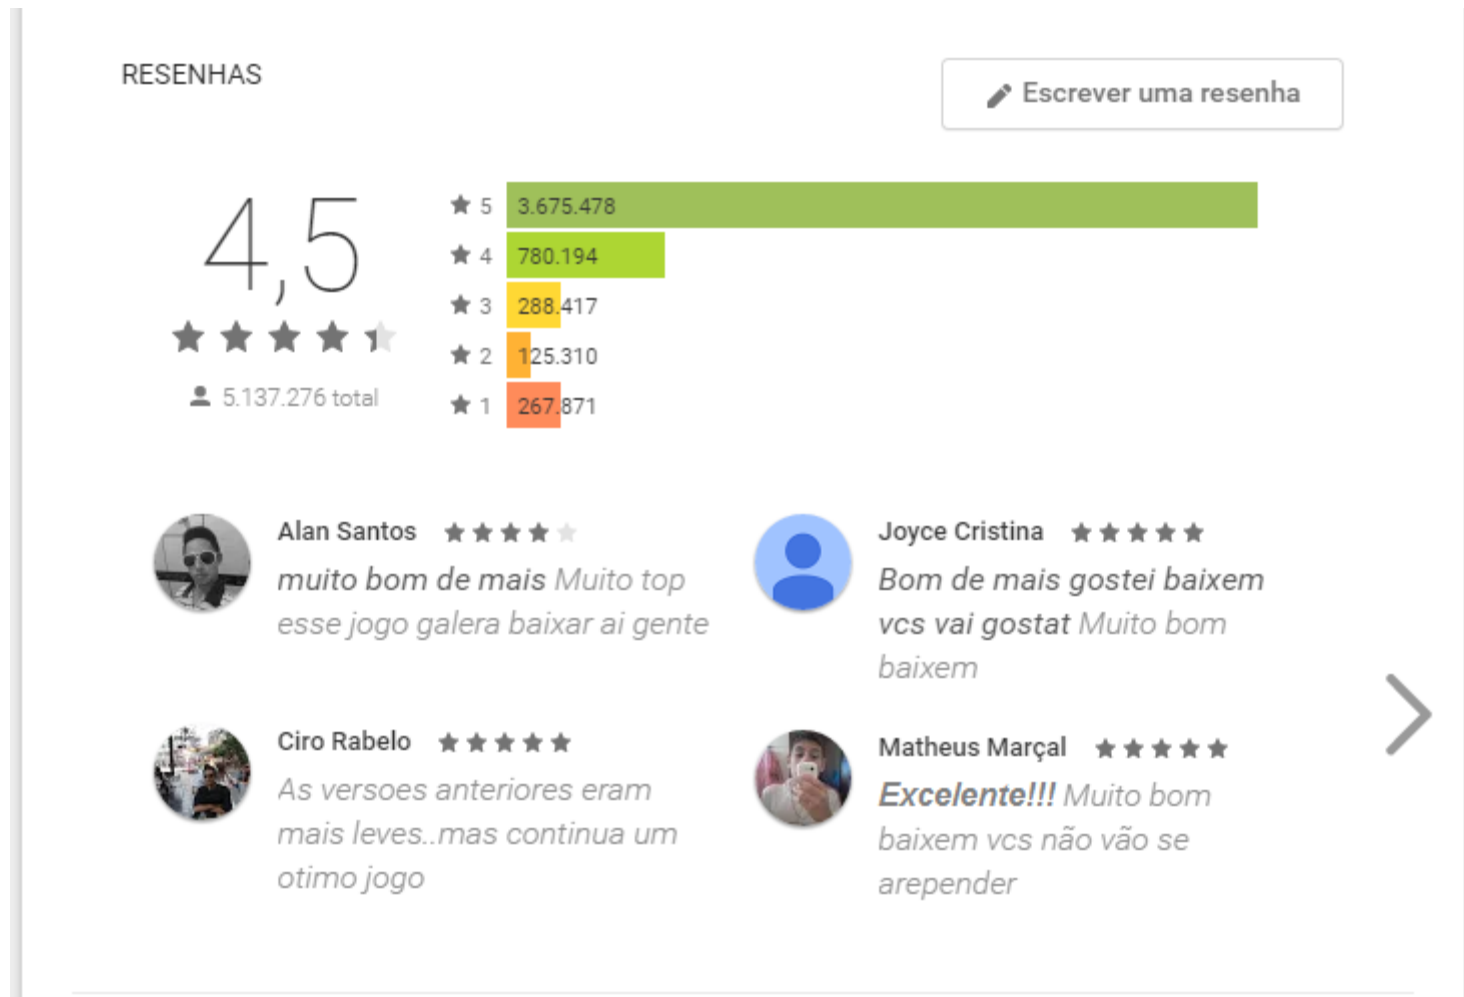 RESENHAS
Escrever uma resenha
4,5
5.137.276 total
5 3.675.478
4 780.194
3 288.417
2 125.310
1 267.871
Alan Santos
muito bom de mais Muito top
esse jogo galera baixar ai gente
Joyce Cristina
Bom de mais gostei baixem
vcs vai gostat Muito bom
baixem
Ciro Rabelo
As versoes anteriores eram
mais leves..mas continua um
otimo jogo
Matheus Marçal
Excelente!!! Muito bom
baixem vcs não vão se
arepender